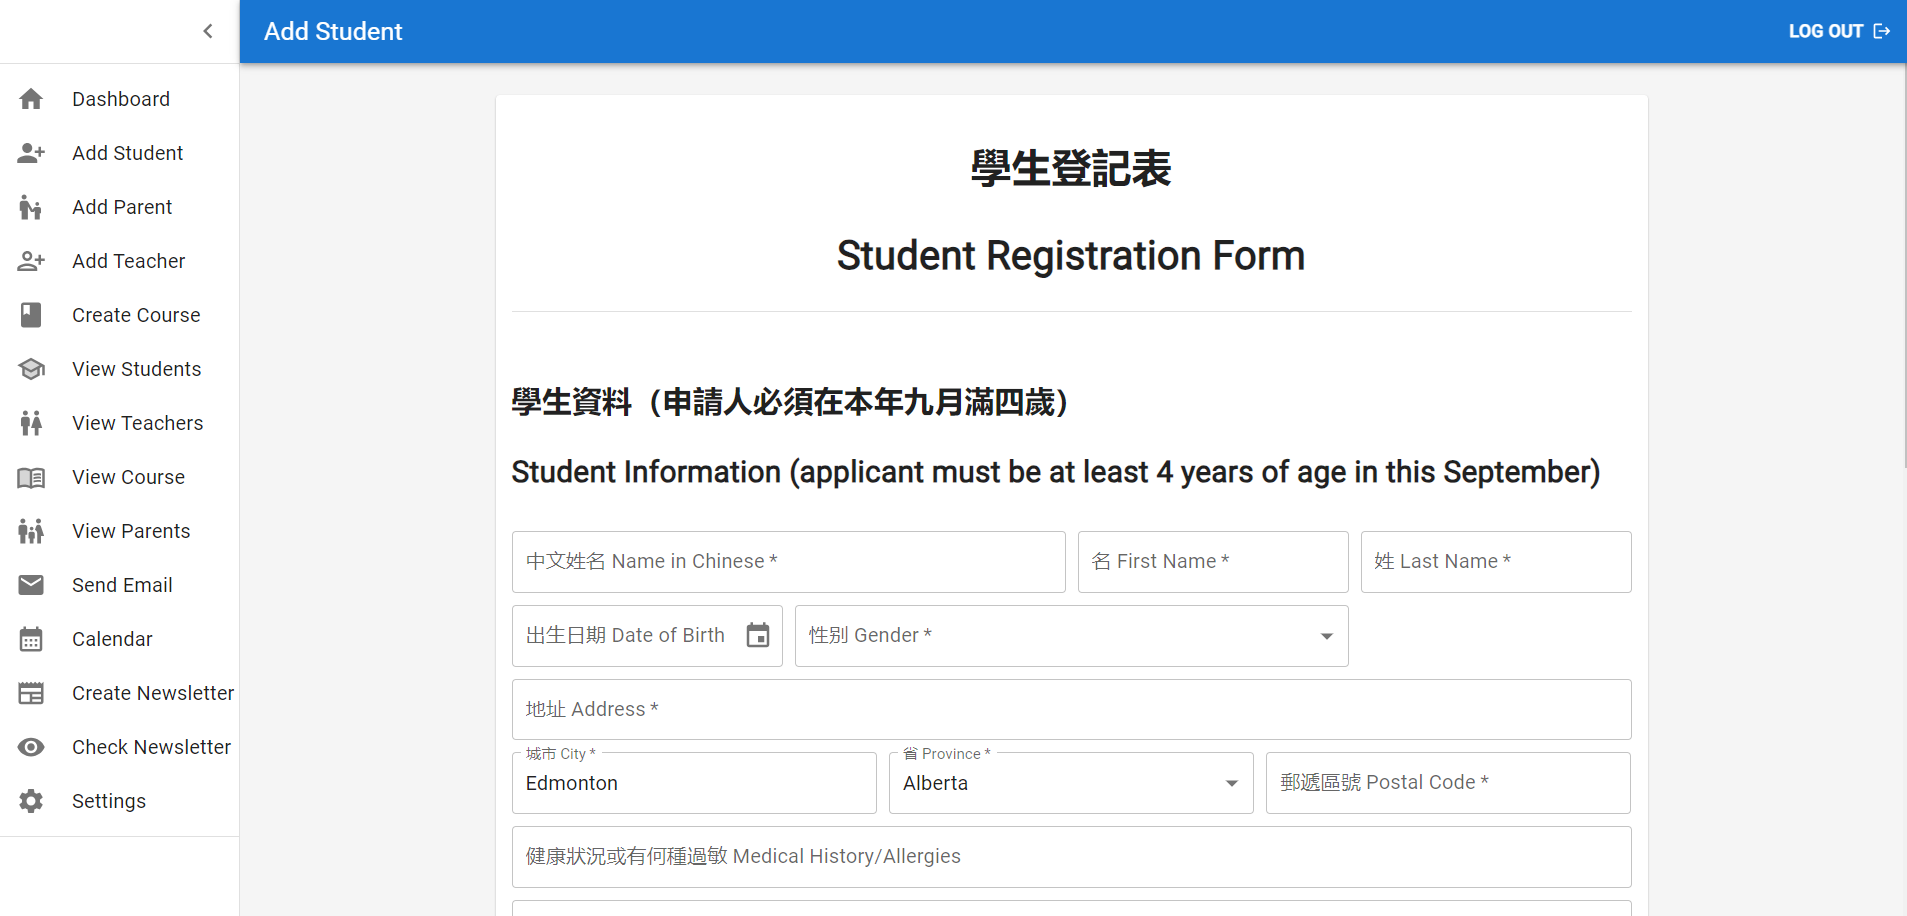 Add Student
LOG OUT
Dashboard
Add Student
Add Parent
Add Teacher
Create Course
View Students
View Teachers
View Course
View Parents
Send Email
Calendar
Create Newsletter
Check Newsletter
Settings
學生登記表
Student Registration Form
學生資料（申請人必須在本年九月滿四歲）
Student Information (applicant must be at least 4 years of age in this September)
中文姓名 Name in Chinese *
名 First Name *
姓 Last Name *
出生日期 Date of Birth
性别 Gender *
地址 Address *
城市 City *
Edmonton
省 Province *
Alberta
郵遞區號 Postal Code *
健康狀況或有何種過敏 Medical History/Allergies